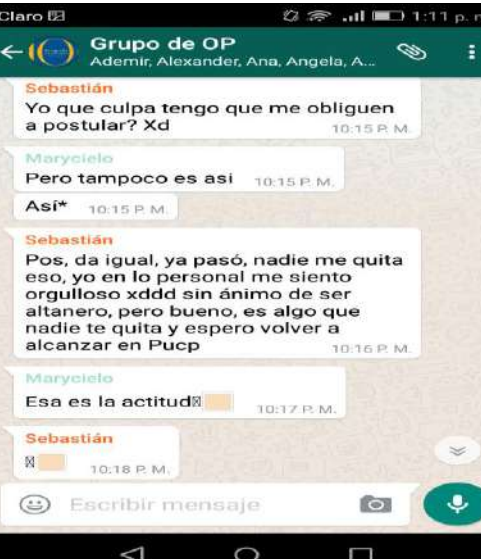 Claro
1:11 p. m
Grupo de OP
Ademir, Alexander, Ana, Angela, A...
Sebastián
Yo que culpa tengo que me obliguen
a postular? Xd
10:15 P. M.
Marycielo
Pero tampoco es asi 10:15 P. M.
Así* 10:15 P. M.
Sebastián
Pos, da igual, ya pasó, nadie me quita
eso, yo en lo personal me siento
orgulloso xddd sin ánimo de ser
altanero, pero bueno, es algo que
nadie te quita y espero volver a
alcanzar en Pucp
10:16 P. M.
Marycielo
Esa es la actitud 10:17 P. M.
Sebastián
10:18 P. M.
Escribir mensaje